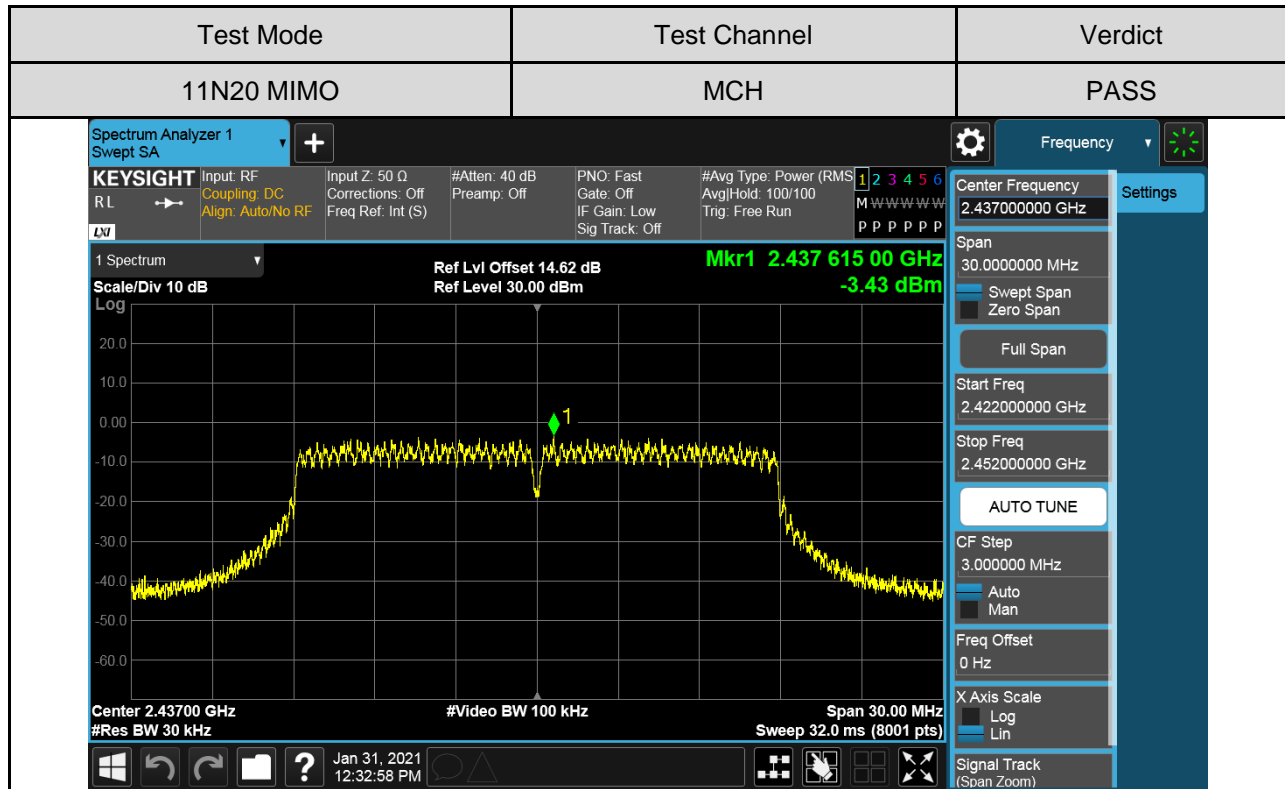 Test Mode Test Channel Verdict
11N20 MIMO MCH PASS
Spectrum Analyzer 1
Swept SA
+
Frequency
KEYSIGHT
R L
LXI
Input: RF
Coupling: DC
Align: Auto/No RF
Input Z: 50 Ω
Corrections: Off
Freq Ref: Int (S)
#Atten: 40 dB
Preamp: Off
PNO: Fast
Gate: Off
IF Gain: Low
Sig Track: Off
#Avg Type: Power (RMS
Avg|Hold: 100/100
Trig: Free Run
1 2 3 4 5 6
M W W W W W
P P P P P P
1 Spectrum
Scale/Div 10 dB
Log
Ref Lvl Offset 14.62 dB
Ref Level 30.00 dBm
Mkr1 2.437 615 00 GHz
-3.43 dBm
20.0
10.0
0.00
-10.0
-20.0
-30.0
-40.0
-50.0
-60.0
1
Center 2.43700 GHz
#Res BW 30 kHz
#Video BW 100 kHz
Span 30.00 MHz
Sweep 32.0 ms (8001 pts)
?
Jan 31, 2021
12:32:58 PM
Center Frequency
2.437000000 GHz
Settings
Span
30.0000000 MHz
Swept Span
Zero Span
Full Span
Start Freq
2.422000000 GHz
Stop Freq
2.452000000 GHz
AUTO TUNE
CF Step
3.000000 MHz
Auto
Man
Freq Offset
0 Hz
X Axis Scale
Log
Lin
Signal Track
(Span Zoom)